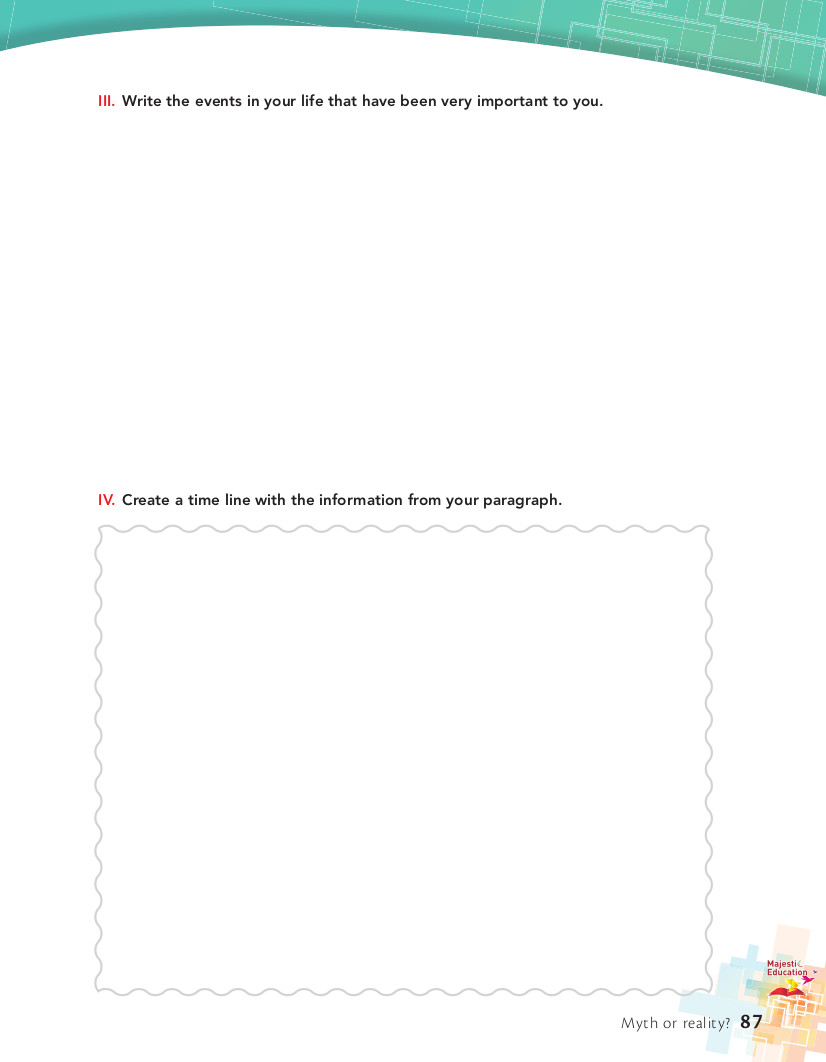 III. Write the events in your life that have been very important to you.
IV. Create a time line with the information from your paragraph.
Majestic
Education
Myth or reality? 87